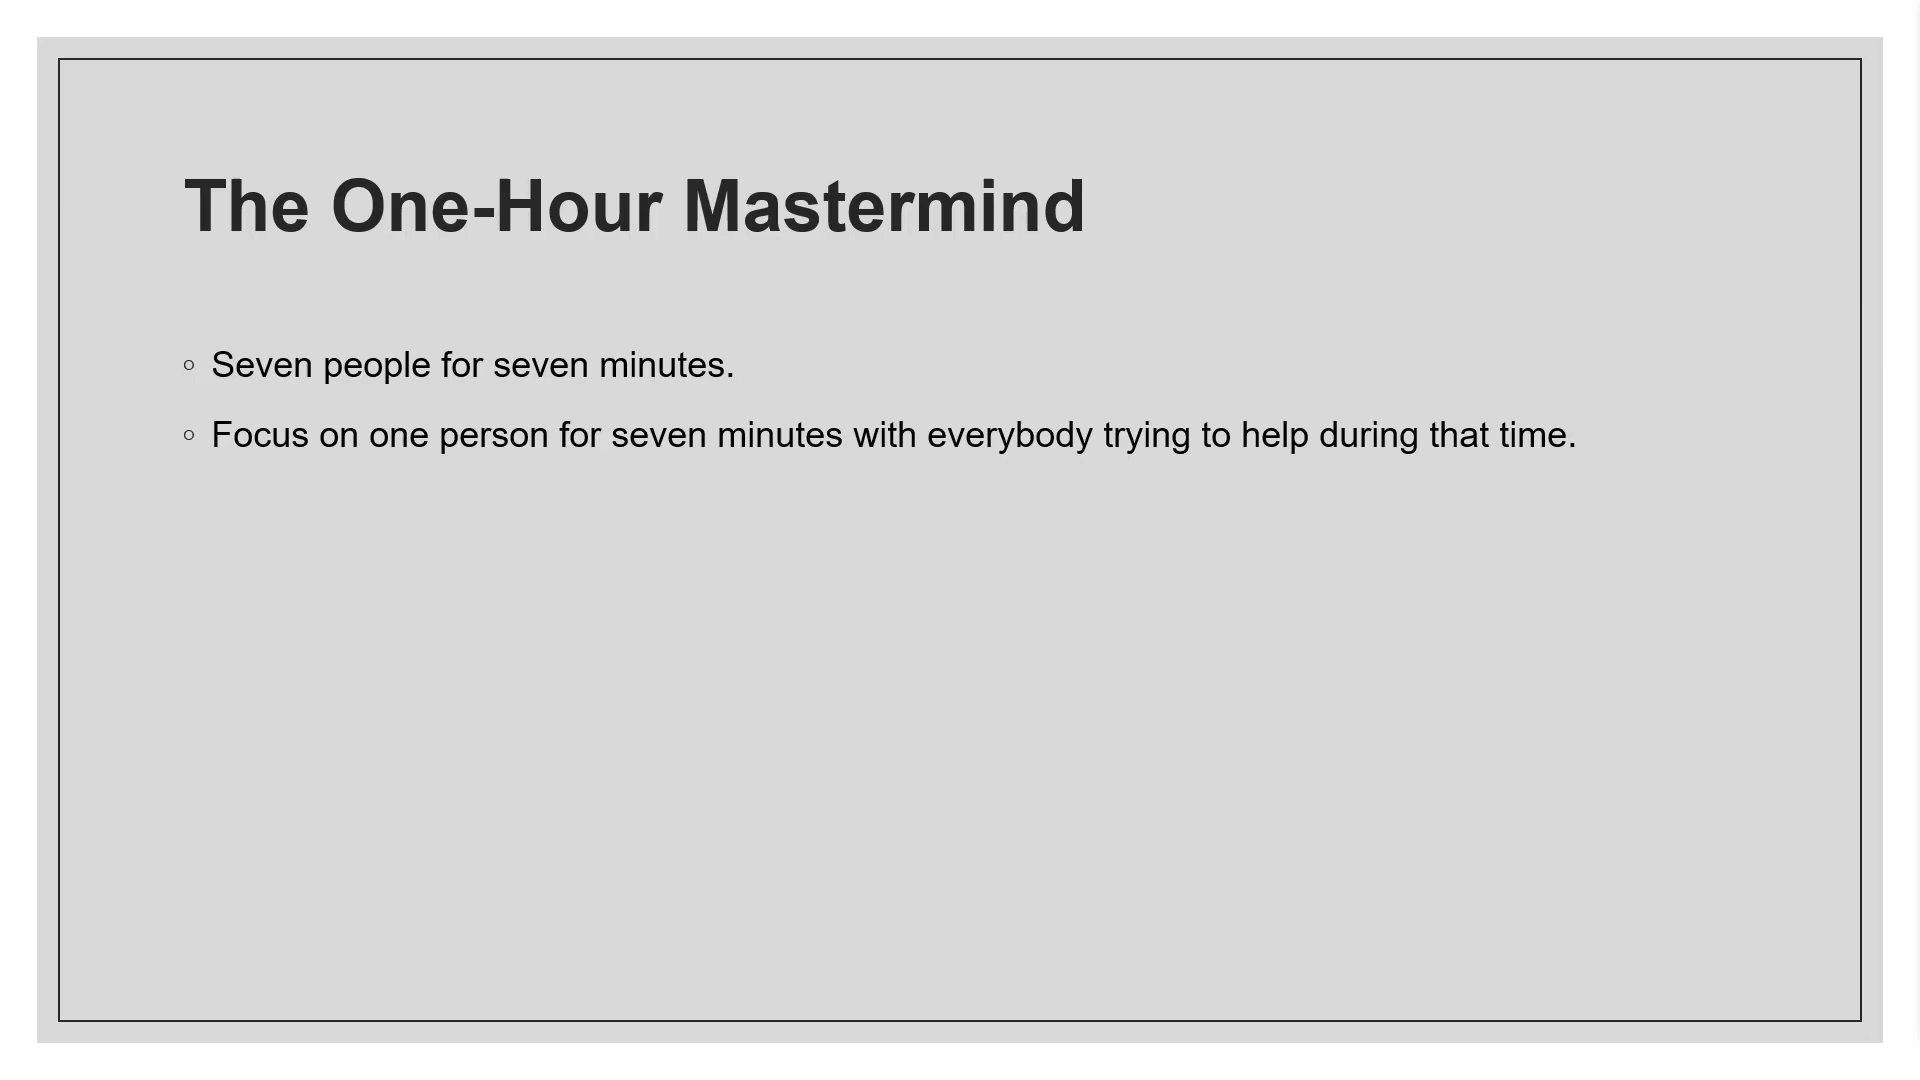 The One-Hour Mastermind
◦ Seven people for seven minutes.
◦ Focus on one person for seven minutes with everybody trying to help during that time.